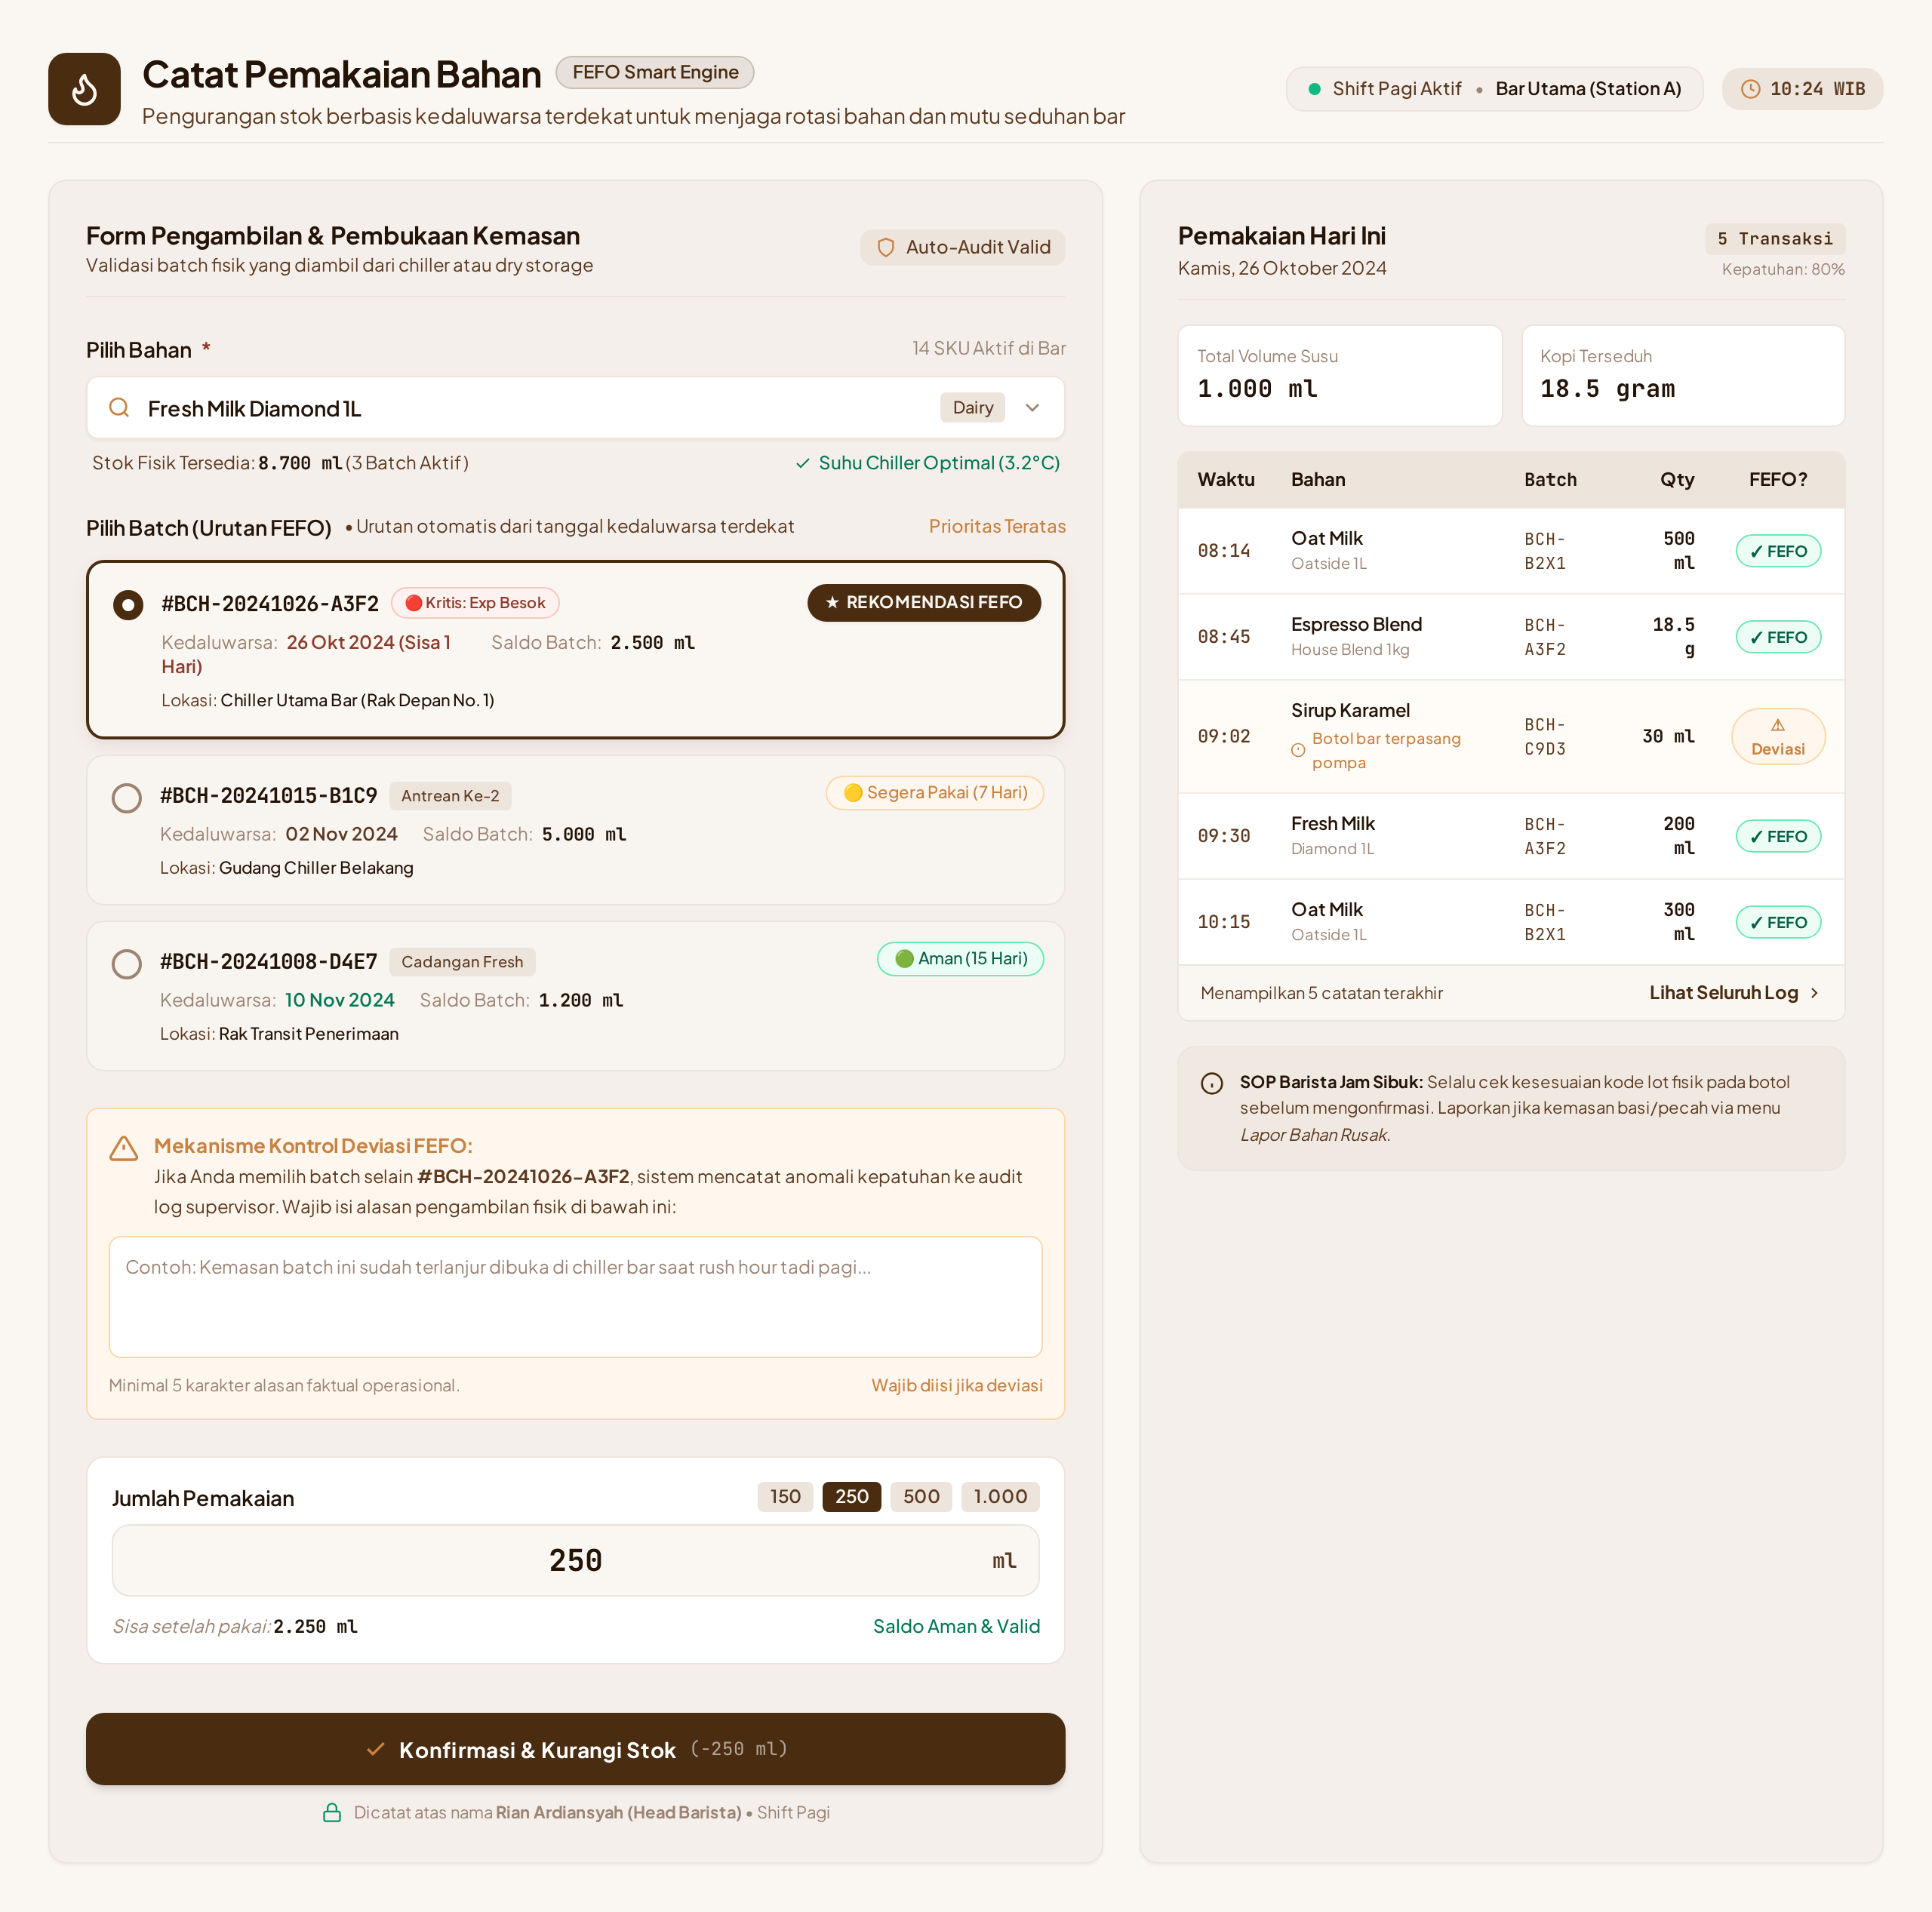 Catat Pemakaian Bahan FEFO Smart Engine
Pengurangan stok berbasis kedaluwarsa terdekat untuk menjaga rotasi bahan dan mutu seduhan bar
Shift Pagi Aktif • Bar Utama (Station A)
10:24 WIB
Form Pengambilan & Pembukaan Kemasan
Validasi batch fisik yang diambil dari chiller atau dry storage
Auto-Audit Valid
Pilih Bahan *
14 SKU Aktif di Bar
Fresh Milk Diamond 1L
Dairy
Stok Fisik Tersedia: 8.700 ml (3 Batch Aktif)
✓ Suhu Chiller Optimal (3.2°C)
Pilih Batch (Urutan FEFO) • Urutan otomatis dari tanggal kedaluwarsa terdekat
Prioritas Teratas
#BCH-20241026-A3F2 🔴 Kritis: Exp Besok
★ REKOMENDASI FEFO
Kedaluwarsa: 26 Okt 2024 (Sisa 1
Hari)
Saldo Batch: 2.500 ml
Lokasi: Chiller Utama Bar (Rak Depan No. 1)
#BCH-20241015-B1C9 Antrean Ke-2
🟡 Segera Pakai (7 Hari)
Kedaluwarsa: 02 Nov 2024 Saldo Batch: 5.000 ml
Lokasi: Gudang Chiller Belakang
#BCH-20241008-D4E7 Cadangan Fresh
🟢 Aman (15 Hari)
Kedaluwarsa: 10 Nov 2024 Saldo Batch: 1.200 ml
Lokasi: Rak Transit Penerimaan
Mekanisme Kontrol Deviasi FEFO:
Jika Anda memilih batch selain #BCH-20241026-A3F2, sistem mencatat anomali kepatuhan ke audit
log supervisor. Wajib isi alasan pengambilan fisik di bawah ini:
Contoh: Kemasan batch ini sudah terlanjur dibuka di chiller bar saat rush hour tadi pagi...
Minimal 5 karakter alasan faktual operasional.
Wajib diisi jika deviasi
Jumlah Pemakaian
150 250 500 1.000
250 ml
Sisa setelah pakai: 2.250 ml
Saldo Aman & Valid
✓ Konfirmasi & Kurangi Stok (-250 ml)
Dicatat atas nama Rian Ardiansyah (Head Barista) • Shift Pagi
Pemakaian Hari Ini
Kamis, 26 Oktober 2024
5 Transaksi
Kepatuhan: 80%
Total Volume Susu
1.000 ml
Kopi Terseduh
18.5 gram
Waktu Bahan Batch Qty FEFO?
08:14
Oat Milk
Oatside 1L
BCH-
B2X1
500
ml
✓ FEFO
08:45
Espresso Blend
House Blend 1kg
BCH-
A3F2
18.5
g
✓ FEFO
09:02
Sirup Karamel
Botol bar terpasang
pompa
BCH-
C9D3
30 ml
⚠
Deviasi
09:30
Fresh Milk
Diamond 1L
BCH-
A3F2
200
ml
✓ FEFO
10:15
Oat Milk
Oatside 1L
BCH-
B2X1
300
ml
✓ FEFO
Menampilkan 5 catatan terakhir
Lihat Seluruh Log >
SOP Barista Jam Sibuk: Selalu cek kesesuaian kode lot fisik pada botol
sebelum mengonfirmasi. Laporkan jika kemasan basi/pecah via menu
Lapor Bahan Rusak.